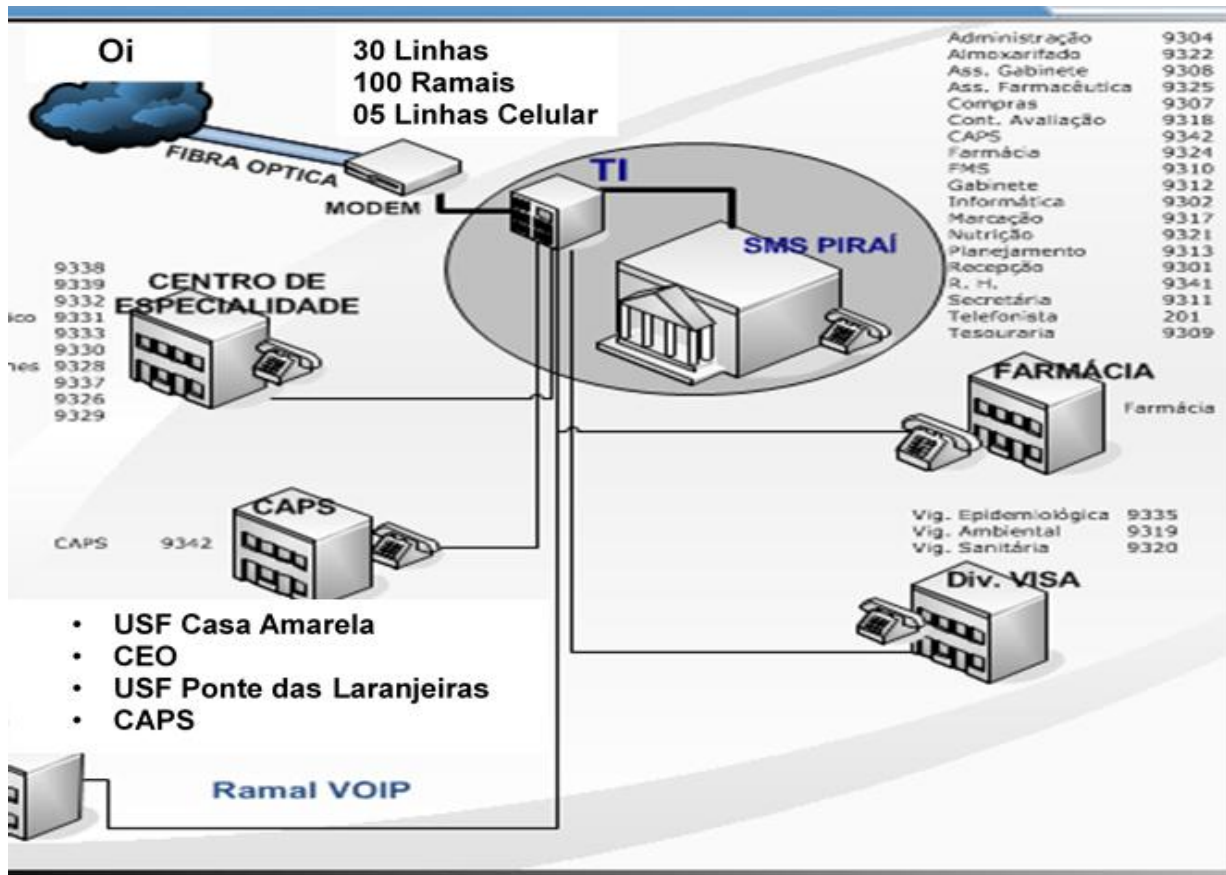 Oi
30 Linhas
100 Ramais
05 Linhas Celular
FIBRA OPTICA
MODEM
TI
SMS PIRAÍ
Administração 9304
Almoxarifado 9322
Ass. Gabinete 9308
Ass. Farmacêutica 9325
Compras 9307
Cont. Avaliação 9318
CAPS 9342
Farmácia 9324
FMS 9310
Gabinete 9312
Informática 9302
Marcação 9317
Nutrição 9321
Planejamento 9313
Recepção 9301
R. H. 9341
Secretária 9311
Telefonista 201
Tesouraria 9309
CENTRO DE
ESPECIALIDADE
9338
9339
9332
9331
9333
9330
9328
9337
9326
9329
FARMÁCIA
Farmácia
CAPS
CAPS 9342
Vig. Epidemiológica 9335
Vig. Ambiental 9319
Vig. Sanitária 9320
Div. VISA
• USF Casa Amarela
• CEO
• USF Ponte das Laranjeiras
• CAPS
Ramal VOIP